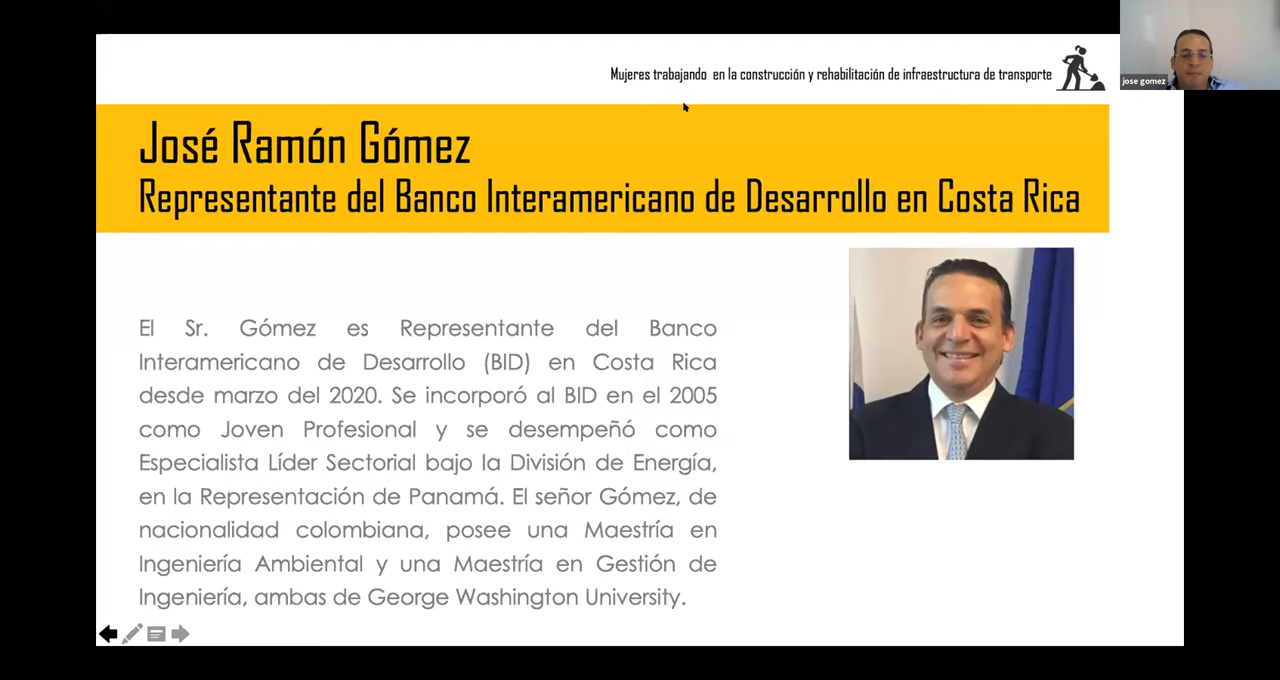 Mujeres trabajando en la construcción y rehabilitación de infraestructura de transporte
jose gomez
José Ramón Gómez
Representante del Banco Interamericano de Desarrollo en Costa Rica
El Sr. Gómez es Representante del Banco
Interamericano de Desarrollo (BID) en Costa Rica
desde marzo del 2020. Se incorporó al BID en el 2005
como Joven Profesional y se desempeñó como
Especialista Líder Sectorial bajo la División de Energía,
en la Representación de Panamá. El señor Gómez, de
nacionalidad colombiana, posee una Maestría en
Ingeniería Ambiental y una Maestría en Gestión de
Ingeniería, ambas de George Washington University.